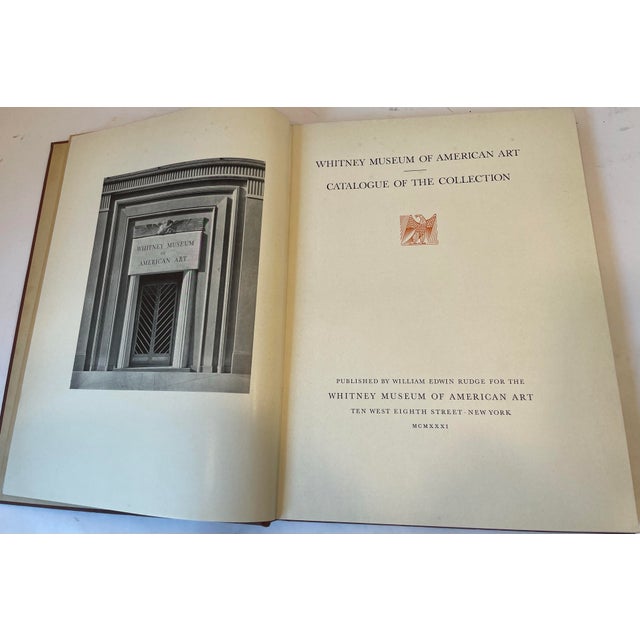 WHITNEY MUSEUM
OF
AMERICAN ART
WHITNEY MUSEUM OF AMERICAN ART
CATALOGUE OF THE COLLECTION
PUBLISHED BY WILLIAM EDWIN RUDGE FOR THE
WHITNEY MUSEUM OF AMERICAN ART
TEN WEST EIGHTH STREET · NEW YORK
MCMXXXI